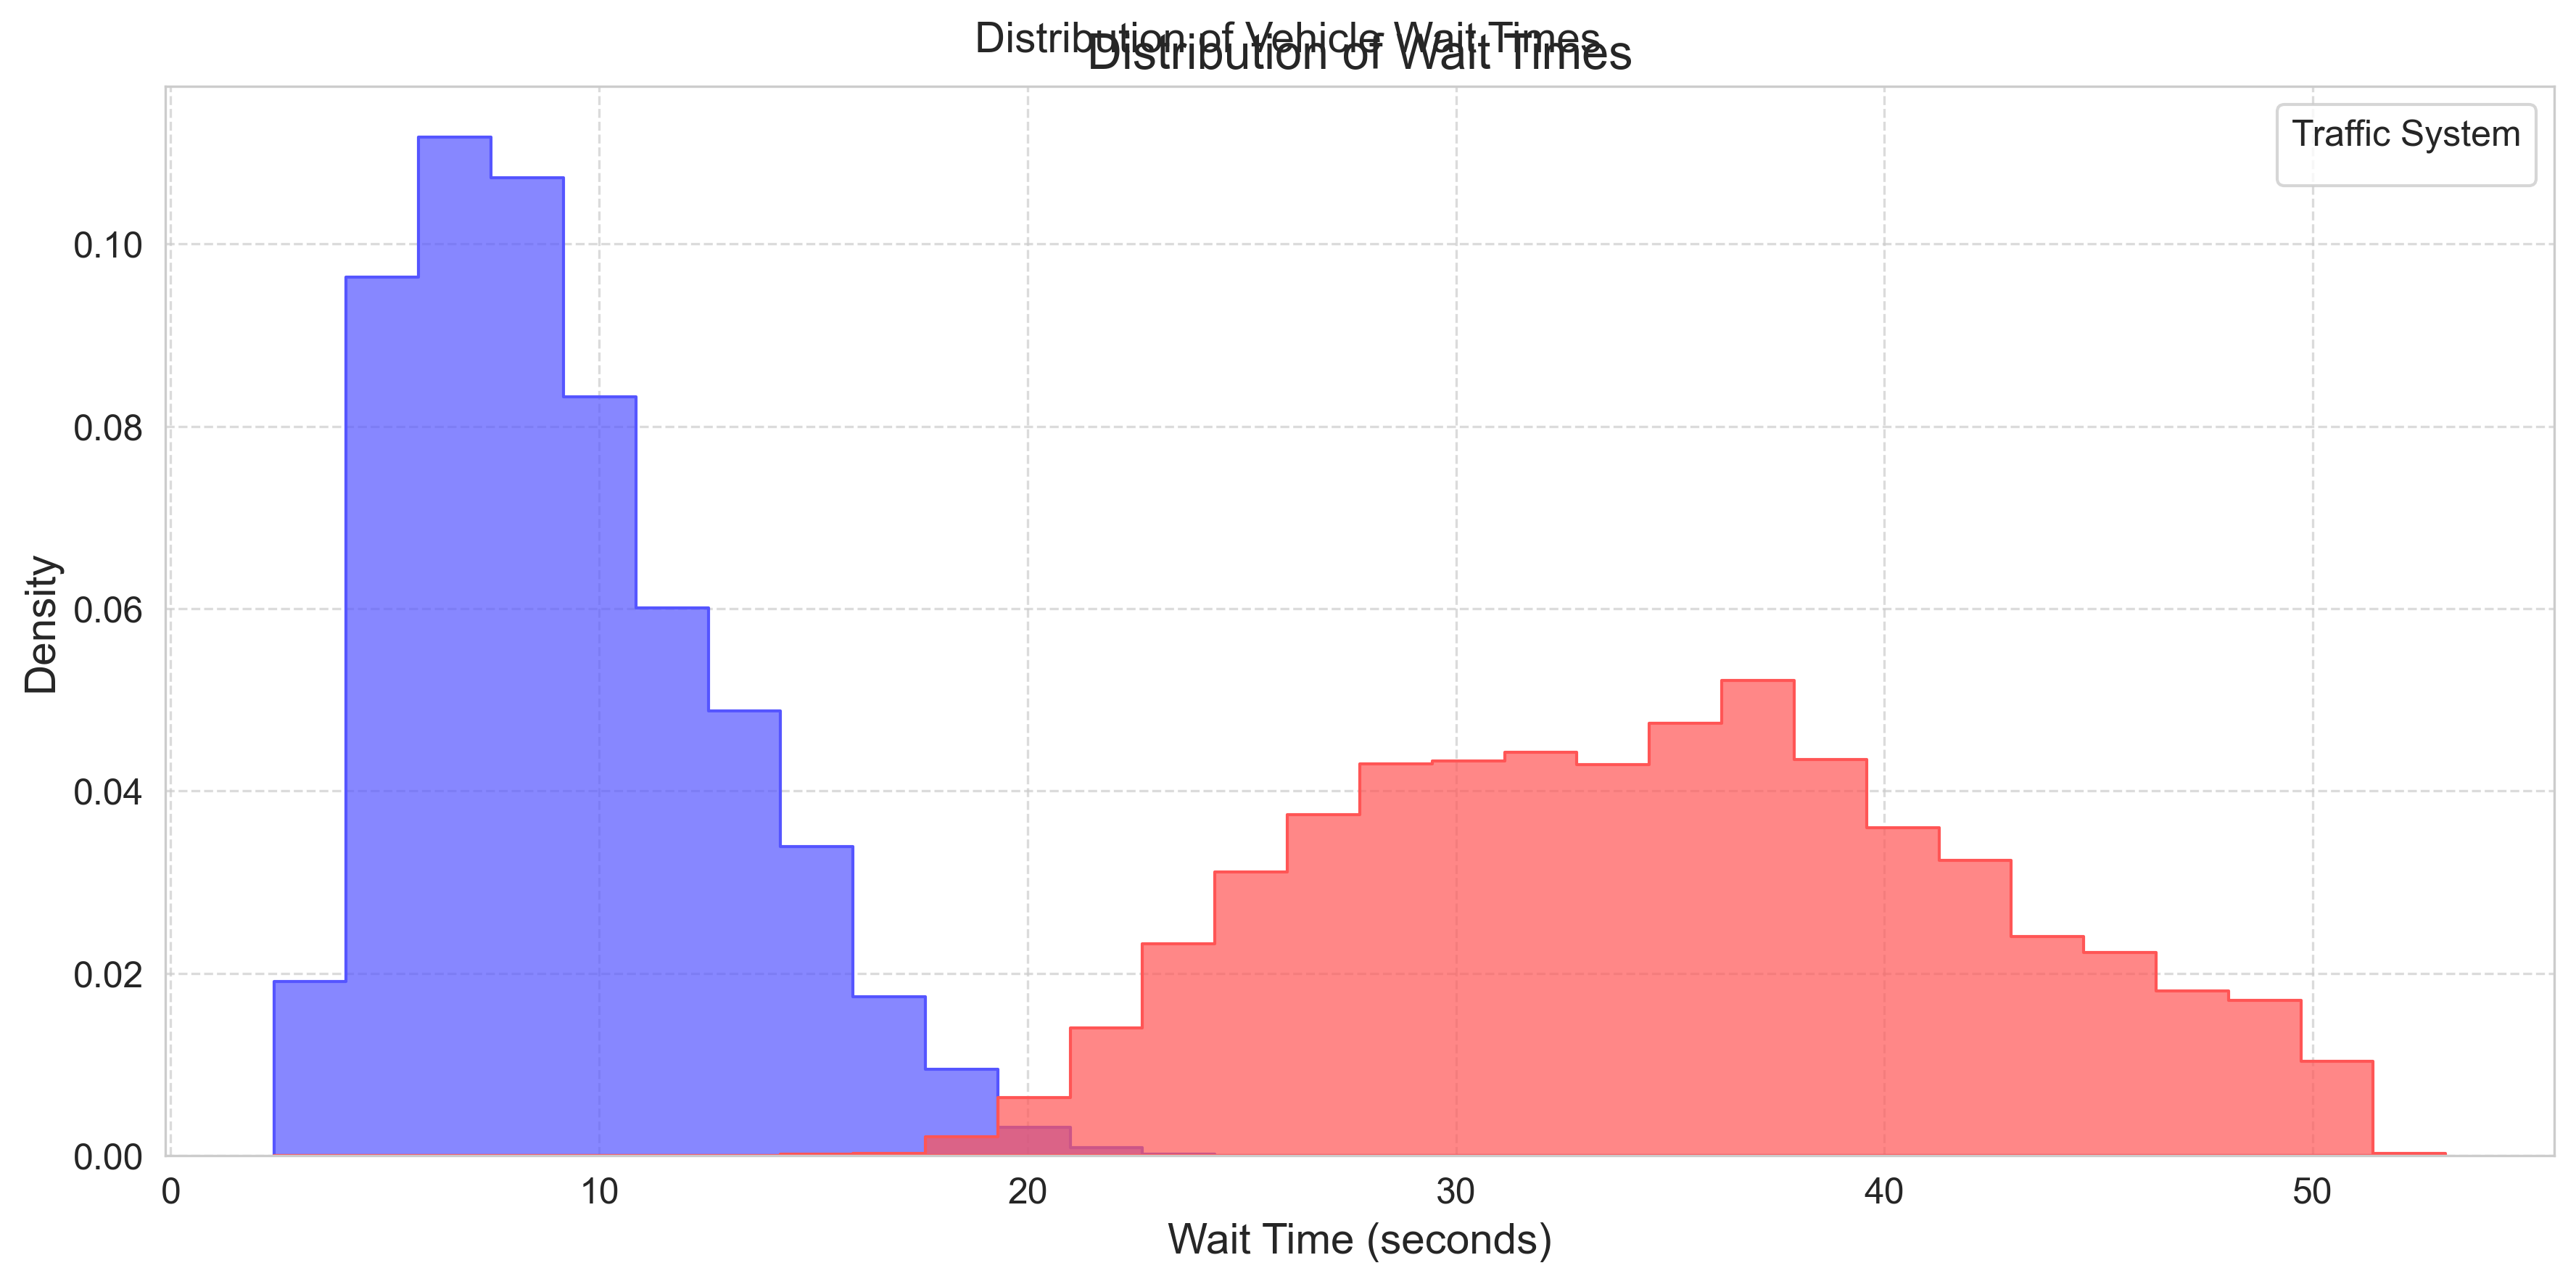 Distribution of Vehicle Wait Times
Distribution of Wait Times
Traffic System
0.10
0.08
0.06
0.04
0.02
0.00
Density
0
10
20
30
40
50
Wait Time (seconds)